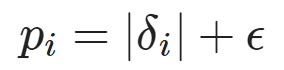 pᵢ = |δᵢ| + ϵ